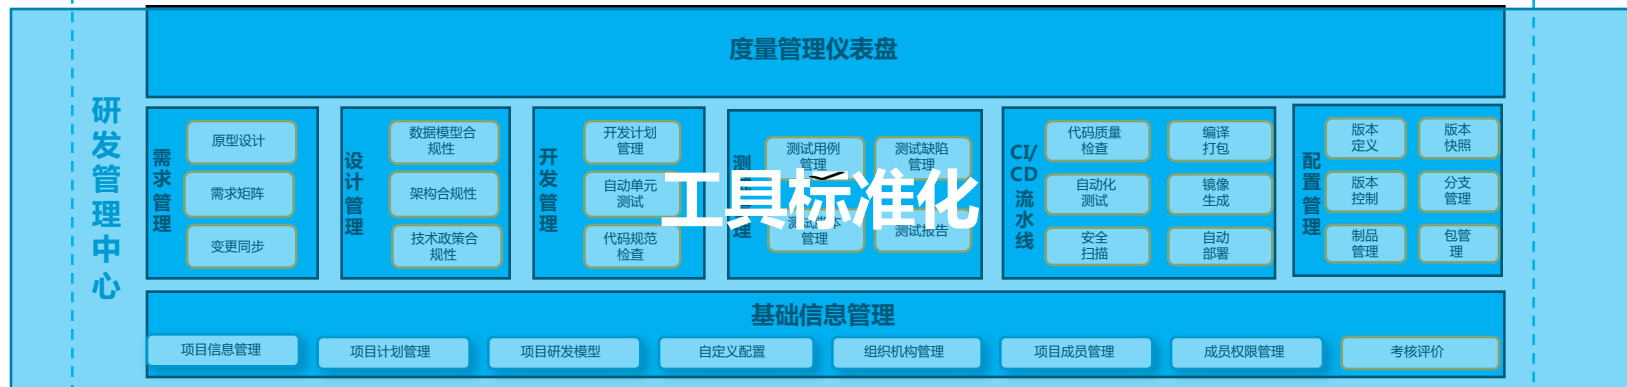 度量管理仪表盘
研发管理中心
需求管理
原型设计
需求矩阵
变更同步
设计管理
数据模型合
规性
架构合规性
技术政策合
规性
开发管理
开发计划
管理
自动单元
测试
代码规范
检查
测试用例
管理
测试缺陷
管理
管理
测试报告
工具标准化
CI/
CD
流水线
代码质量
检查
编译
打包
自动化
测试
镜像
生成
安全
扫描
自动
部署
配置管理
版本
定义
版本
快照
版本
控制
分支
管理
制品
管理
包管
理
基础信息管理
项目信息管理
项目计划管理
项目研发模型
自定义配置
组织机构管理
项目成员管理
成员权限管理
考核评价